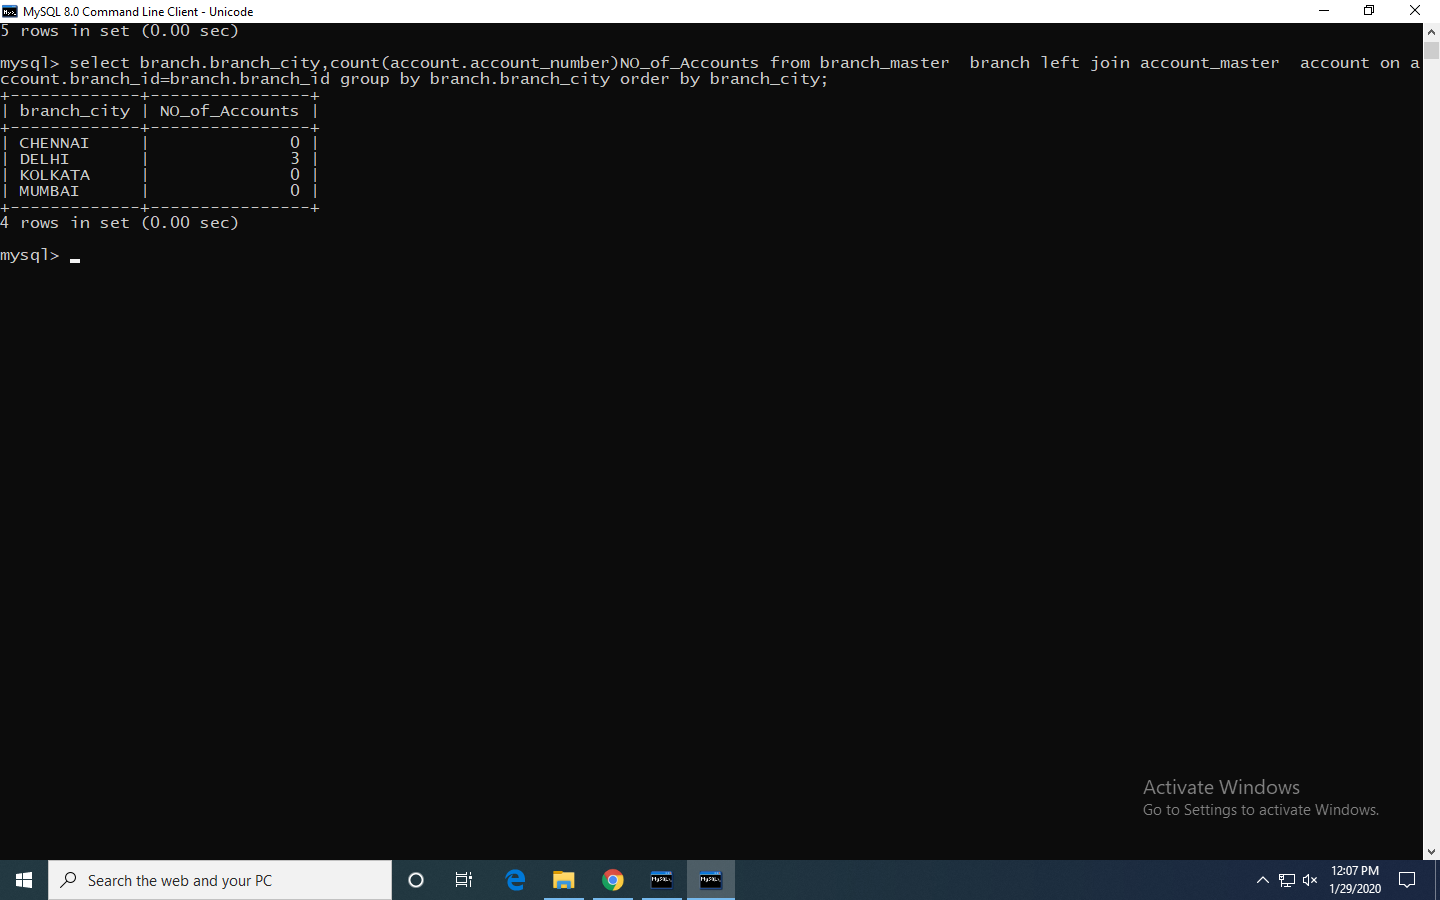 MySQL 8.0 Command Line Client - Unicode
5 rows in set (0.00 sec)
mysql> select branch.branch_city,count(account.account_number)NO_of_Accounts from branch_master  branch left join account_master  account on a
ccount.branch_id=branch.branch_id group by branch.branch_city order by branch_city;
+-------------+----------------+
| branch_city | NO_of_Accounts |
+-------------+----------------+
| CHENNAI     |              0 |
| DELHI       |              3 |
| KOLKATA     |              0 |
| MUMBAI      |              0 |
+-------------+----------------+
4 rows in set (0.00 sec)
mysql>
Activate Windows
Go to Settings to activate Windows.
Search the web and your PC
12:07 PM
1/29/2020